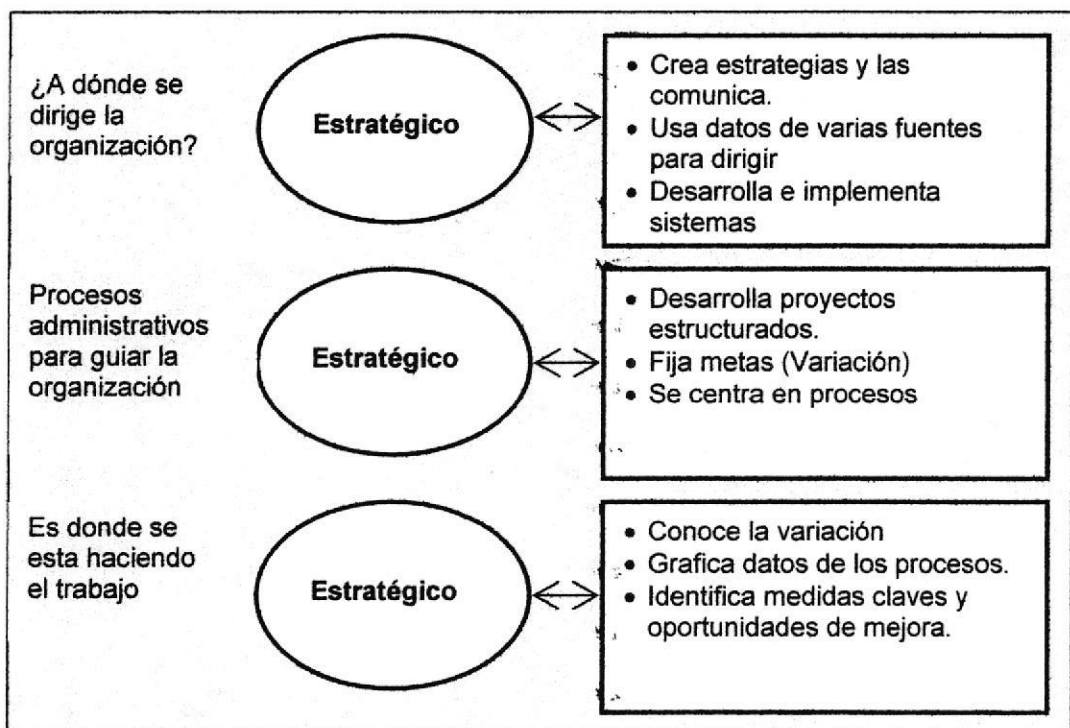 ¿A dónde se
dirige la
organización?
Estratégico
• Crea estrategias y las
comunica.
• Usa datos de varias fuentes
para dirigir
• Desarrolla e implementa
sistemas
Procesos
administrativos
para guiar la
organización
Estratégico
• Desarrolla proyectos
estructurados.
• Fija metas (Variación)
• Se centra en procesos
Es donde se
esta haciendo
el trabajo
Estratégico
• Conoce la variación
• Grafica datos de los procesos.
• Identifica medidas claves y
oportunidades de mejora.